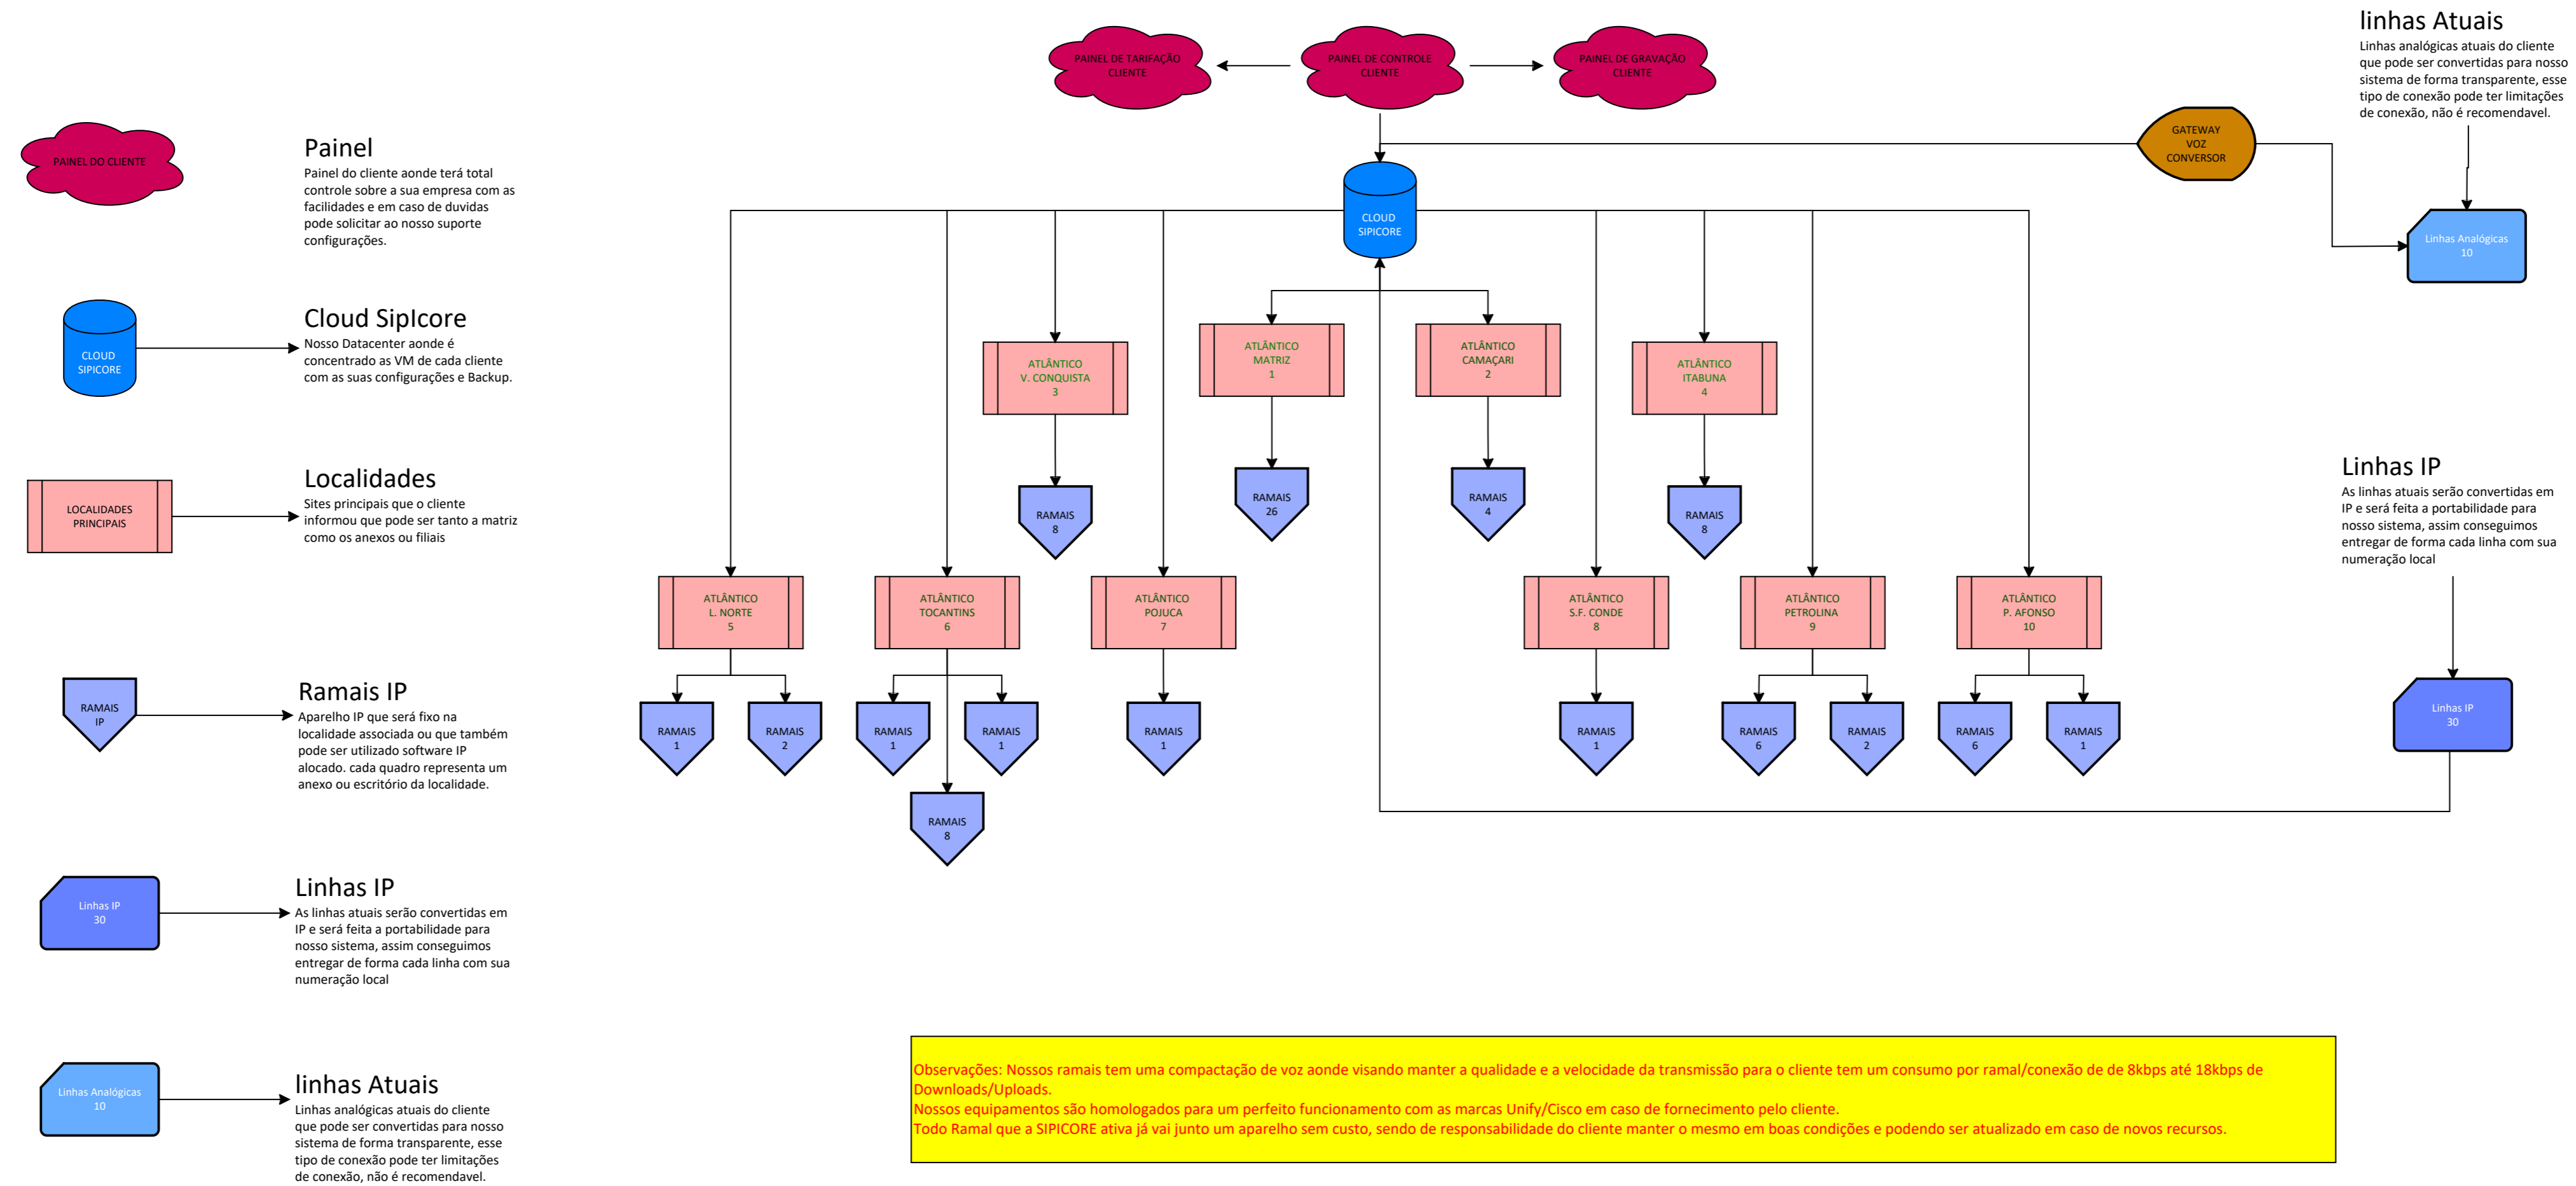 PAINEL DO CLIENTE
Painel
Painel do cliente aonde terá total
controle sobre a sua empresa com as
facilidades e em caso de duvidas
pode solicitar ao nosso suporte
configurações.
CLOUD
SIPICORE
Cloud SipIcore
Nosso Datacenter aonde é
concentrado as VM de cada cliente
com as suas configurações e Backup.
LOCALIDADES
PRINCIPAIS
Localidades
Sites principais que o cliente
informou que pode ser tanto a matriz
como os anexos ou filiais
RAMAIS
IP
Ramais IP
Aparelho IP que será fixo na
localidade associada ou que também
pode ser utilizado software IP
alocado. cada quadro representa um
anexo ou escritório da localidade.
Linhas IP
30
Linhas IP
As linhas atuais serão convertidas em
IP e será feita a portabilidade para
nosso sistema, assim conseguimos
entregar de forma cada linha com sua
numeração local
Linhas Analógicas
10
linhas Atuais
Linhas analógicas atuais do cliente
que pode ser convertidas para nosso
sistema de forma transparente, esse
tipo de conexão pode ter limitações
de conexão, não é recomendavel.
PAINEL DE TARIFAÇÃO
CLIENTE
PAINEL DE CONTROLE
CLIENTE
PAINEL DE GRAVAÇÃO
CLIENTE
CLOUD
SIPICORE
ATLÂNTICO
V. CONQUISTA
3
ATLÂNTICO
MATRIZ
1
ATLÂNTICO
CAMAÇARI
2
ATLÂNTICO
ITABUNA
4
RAMAIS
8
RAMAIS
26
RAMAIS
4
RAMAIS
8
ATLÂNTICO
L. NORTE
5
ATLÂNTICO
TOCANTINS
6
ATLÂNTICO
POJUCA
7
ATLÂNTICO
S.F. CONDE
8
ATLÂNTICO
PETROLINA
9
ATLÂNTICO
P. AFONSO
10
RAMAIS
1
RAMAIS
2
RAMAIS
1
RAMAIS
1
RAMAIS
1
RAMAIS
1
RAMAIS
6
RAMAIS
2
RAMAIS
6
RAMAIS
1
RAMAIS
8
GATEWAY
VOZ
CONVERSOR
linhas Atuais
Linhas analógicas atuais do cliente
que pode ser convertidas para nosso
sistema de forma transparente, esse
tipo de conexão pode ter limitações
de conexão, não é recomendavel.
Linhas Analógicas
10
Linhas IP
As linhas atuais serão convertidas em
IP e será feita a portabilidade para
nosso sistema, assim conseguimos
entregar de forma cada linha com sua
numeração local
Linhas IP
30
Observações: Nossos ramais tem uma compactação de voz aonde visando manter a qualidade e a velocidade da transmissão para o cliente tem um consumo por ramal/conexão de de 8kbps até 18kbps de
Downloads/Uploads.
Nossos equipamentos são homologados para um perfeito funcionamento com as marcas Unify/Cisco em caso de fornecimento pelo cliente.
Todo Ramal que a SIPICORE ativa já vai junto um aparelho sem custo, sendo de responsabilidade do cliente manter o mesmo em boas condições e podendo ser atualizado em caso de novos recursos.